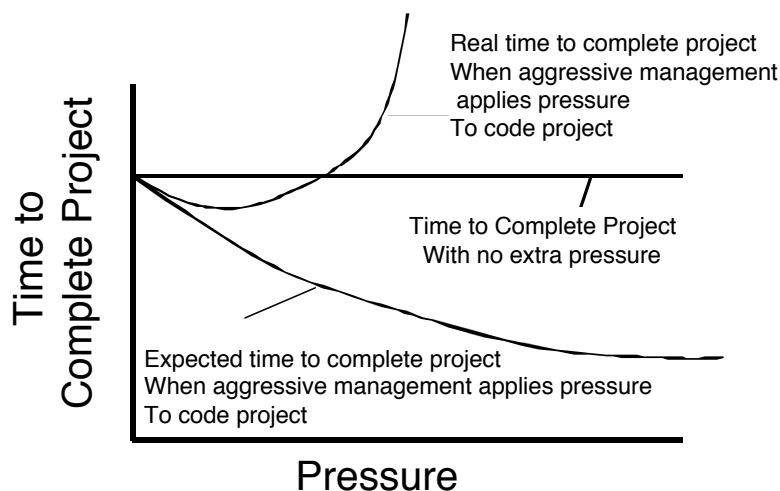 Real time to complete project
When aggressive management
applies pressure
To code project
Time to
Complete Project
Time to Complete Project
With no extra pressure
Expected time to complete project
When aggressive management applies pressure
To code project
Pressure